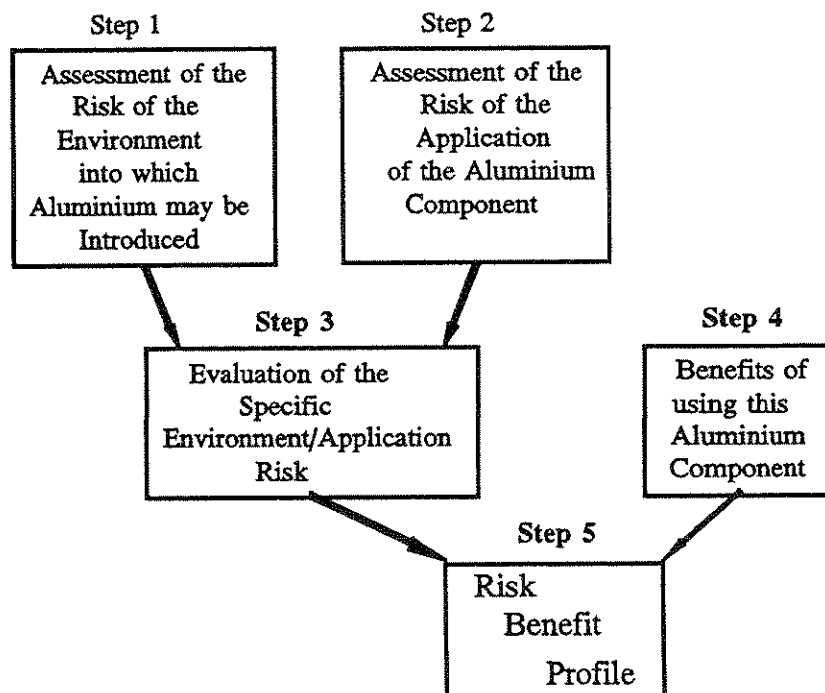 Step 1
Assessment of the
Risk of the
Environment
into which
Aluminium may be
Introduced
Step 2
Assessment of the
Risk of the
Application
of the Aluminium
Component
Step 3
Evaluation of the
Specific
Environment/Application
Risk
Step 4
Benefits of
using this
Aluminium
Component
Step 5
Risk
Benefit
Profile